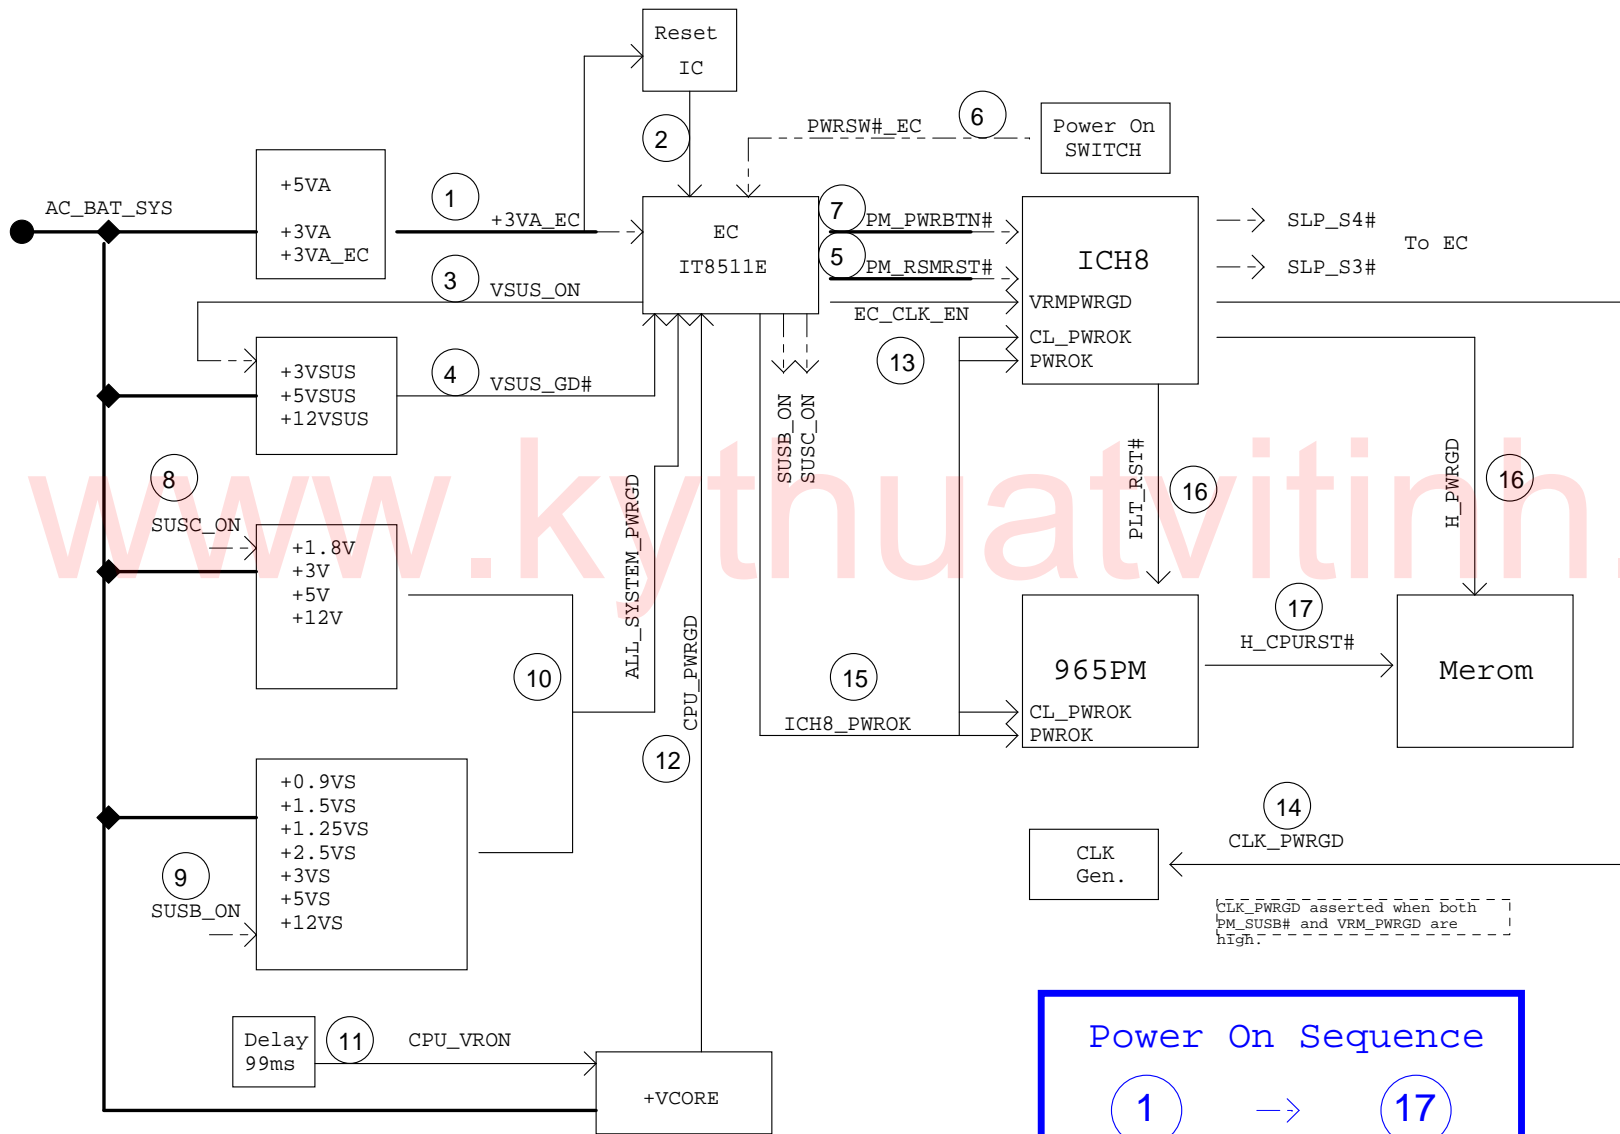 Reset
IC
2
PWRSW#_EC
6
Power On
SWITCH
AC_BAT_SYS
+5VA
+3VA
+3VA_EC
1
+3VA_EC
EC
IT8511E
7
PM_PWRBTN#
5
PM_RSMRST#
EC_CLK_EN
13
ICH8
VRMPWRGD
CL_PWROK
PWROK
SLP_S4#
SLP_S3#
To EC
3
VSUS_ON
+3VSUS
+5VSUS
+12VSUS
4
VSUS_GD#
SUSB_ON
SUSC_ON
8
SUSC_ON
+1.8V
+3V
+5V
+12V
10
ALL_SYSTEM_PWRGD
CPU_PWRGD
12
PLT_RST#
16
H_PWRGD
16
www.kythuatvitinh.
15
ICH8_PWROK
965PM
CL_PWROK
PWROK
17
H_CPURST#
Merom
+0.9VS
+1.5VS
+1.25VS
+2.5VS
+3VS
+5VS
+12VS
9
SUSB_ON
14
CLK_PWRGD
CLK
Gen.
CLK_PWRGD asserted when both
PM_SUSB# and VRM_PWRGD are
high.
Delay
99ms
11
CPU_VRON
+VCORE
Power On Sequence
1
17